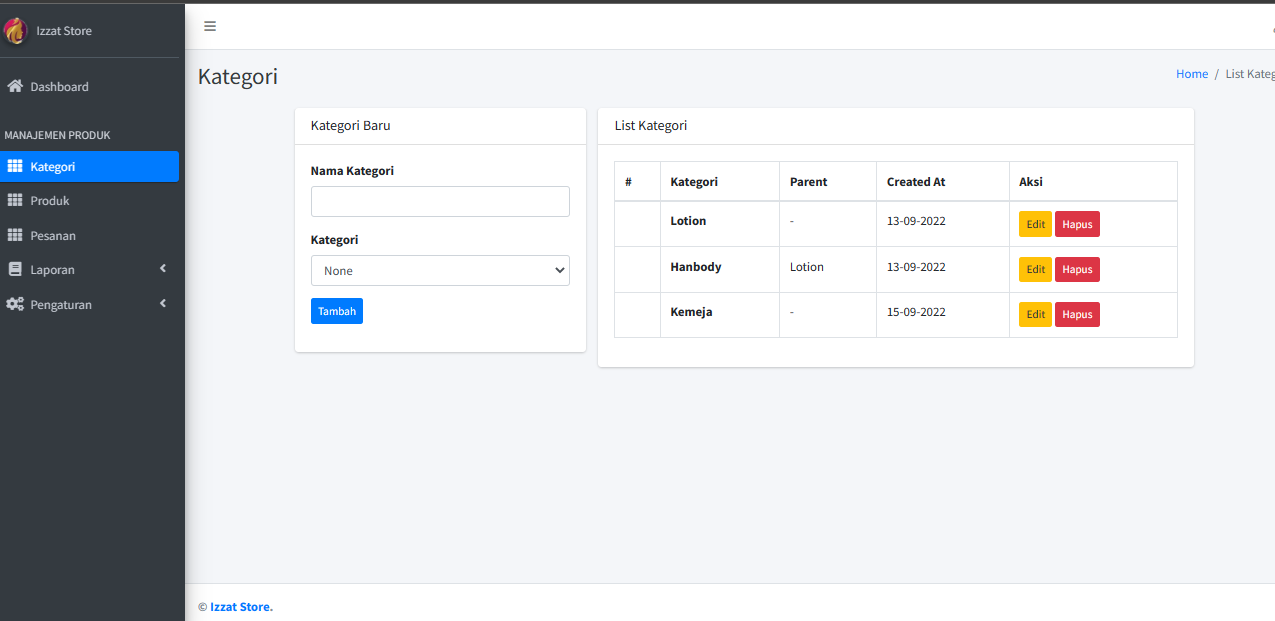 Izzat Store
Dashboard
MANAJEMEN PRODUK
Kategori
Produk
Pesanan
Laporan
Pengaturan
Kategori
Home / List Kateg
Kategori Baru
Nama Kategori
Kategori
None
Tambah
List Kategori
# Kategori Parent Created At Aksi
Lotion - 13-09-2022 Edit Hapus
Hanbody Lotion 13-09-2022 Edit Hapus
Kemeja - 15-09-2022 Edit Hapus
© Izzat Store.